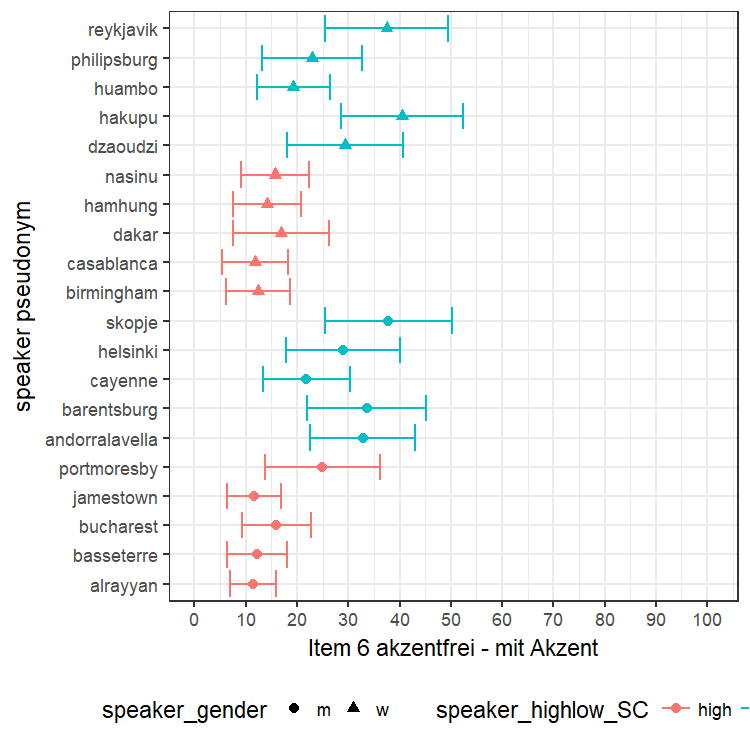 reykjavik
philipsburg
huambo
hakupu
dzaoudzi
nasinu
hamhung
dakar
casablanca
birmingham
skopje
helsinki
cayenne
barentsburg
andorralavella
portmoresby
jamestown
bucharest
basseterre
alrayyan
speaker pseudonym
0 10 20 30 40 50 60 70 80 90 100
Item 6 akzentfrei - mit Akzent
speaker_gender m w speaker_highlow_SC high